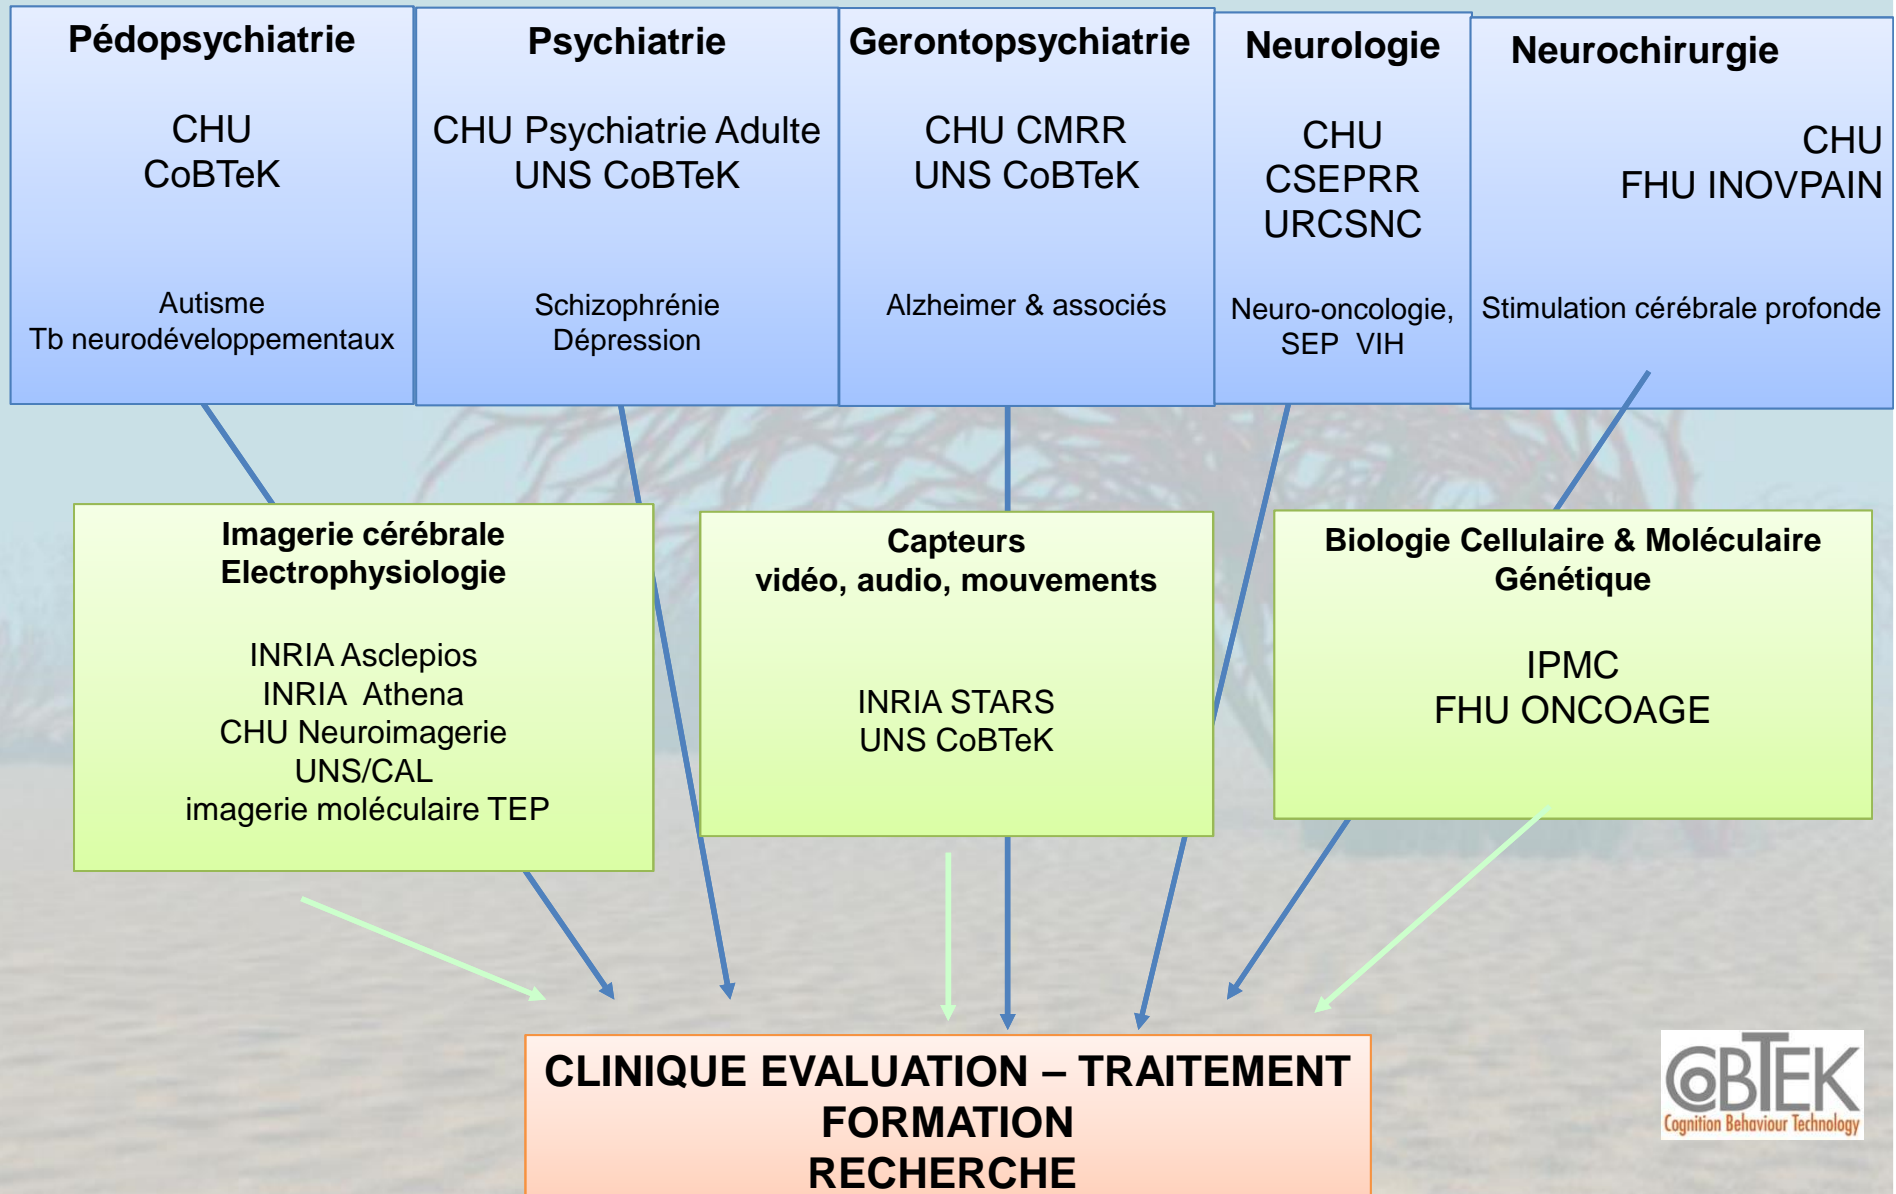 Pédopsychiatrie
CHU
CoBTeK
Autisme
Tb neurodéveloppementaux
Psychiatrie
CHU Psychiatrie Adulte
UNS CoBTeK
Schizophrénie
Dépression
Gerontopsychiatrie
CHU CMRR
UNS CoBTeK
Alzheimer & associés
Neurologie
CHU
CSEPRR
URCSNC
Neuro-oncologie,
SEP VIH
Neurochirurgie
CHU
FHU INOVPAIN
Stimulation cérébrale profonde
Imagerie cérébrale
Electrophysiologie
INRIA Asclepios
INRIA Athena
CHU Neuroimagerie
UNS/CAL
imagerie moléculaire TEP
Capteurs
vidéo, audio, mouvements
INRIA STARS
UNS CoBTeK
Biologie Cellulaire & Moléculaire
Génétique
IPMC
FHU ONCOAGE
CLINIQUE EVALUATION – TRAITEMENT
FORMATION
RECHERCHE
CoBTEK
Cognition Behaviour Technology